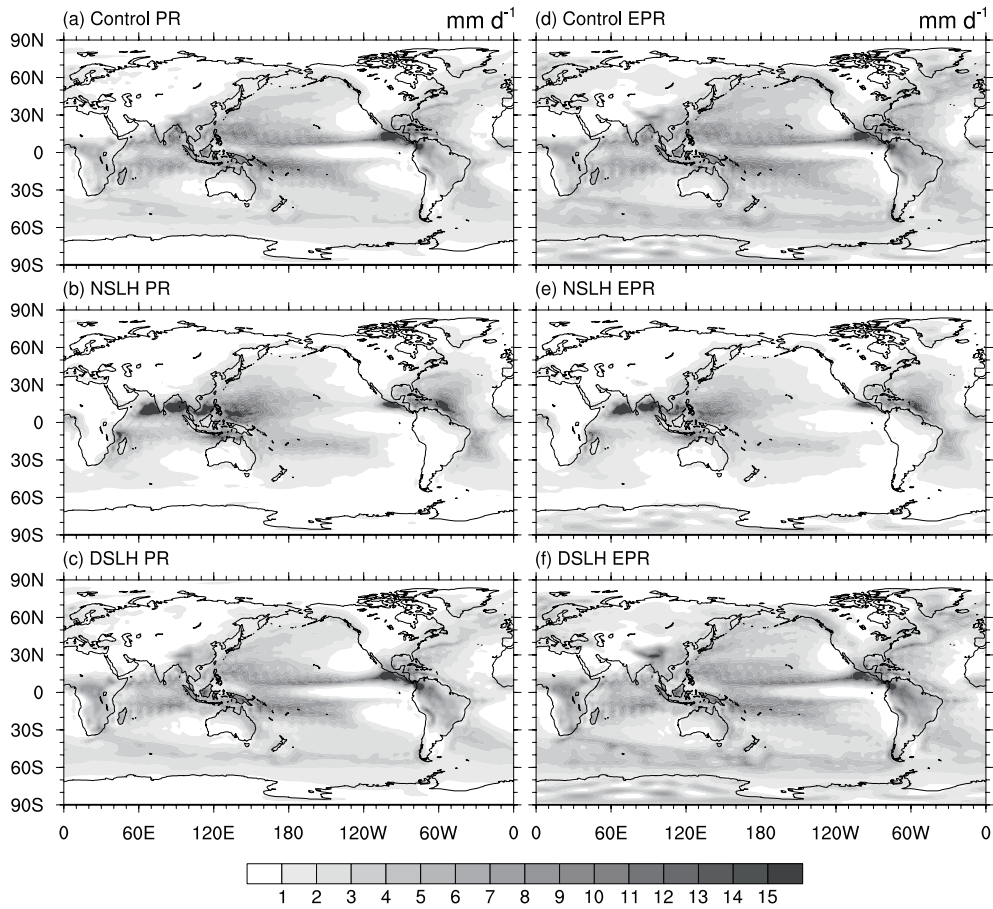 (a) Control PR mm d-1 (d) Control EPR mm d-1
90N
60N
30N
0
30S
60S
90S
(b) NSLH PR (e) NSLH EPR
90N
60N
30N
0
30S
60S
90S
(c) DSLH PR (f) DSLH EPR
90N
60N
30N
0
30S
60S
90S
0 60E 120E 180 120W 60W 0 0 60E 120E 180 120W 60W 0
1 2 3 4 5 6 7 8 9 10 11 12 13 14 15